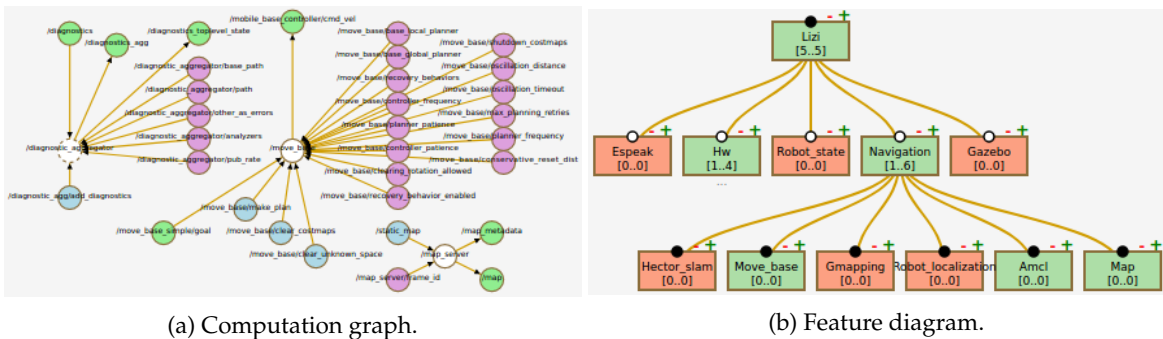 /diagnostics
/diagnostics_agg
/diagnostics_toplevel_state
/mobile_base_controller/cmd_vel
/move_base/base_local_planner
/move_base/shutdown_costmaps
/move_base/base_global_planner
/move_base/oscillation_distance
/diagnostic_aggregator/base_path
/move_base/recovery_behaviors
/diagnostic_aggregator/path
/move_base/oscillation_timeout
/move_base/controller_frequency
/diagnostic_aggregator/other_as_errors
/move_base/max_planning_retries
/move_base/planner_patience
/diagnostic_aggregator/analyzers
/move_base/planner_frequency
/diagnostic_aggregator
/move_base
/move_base/controller_patience
/diagnostic_aggregator/pub_rate
/move_base/conservative_reset_dist
/move_base/clearing_rotation_allowed
/diagnostic_agg/add_diagnostics
/move_base/recovery_behavior_enabled
/move_base/make_plan
/move_base_simple/goal
/move_base/clear_costmaps
/static_map
/map_metadata
/move_base/clear_unknown_space
/map_server
/map_server/frame_id
/map
(a) Computation graph.
- +
Lizi
[5..5]
- +
Espeak
[0..0]
- +
Hw
[1..4]
...
- +
Robot_state
[0..0]
- +
Navigation
[1..6]
- +
Gazebo
[0..0]
- +
Hector_slam
[0..0]
- +
Move_base
[0..0]
- +
Gmapping
[0..0]
- +
Robot_localization
[0..0]
- +
Amcl
[0..0]
- +
Map
[0..0]
(b) Feature diagram.